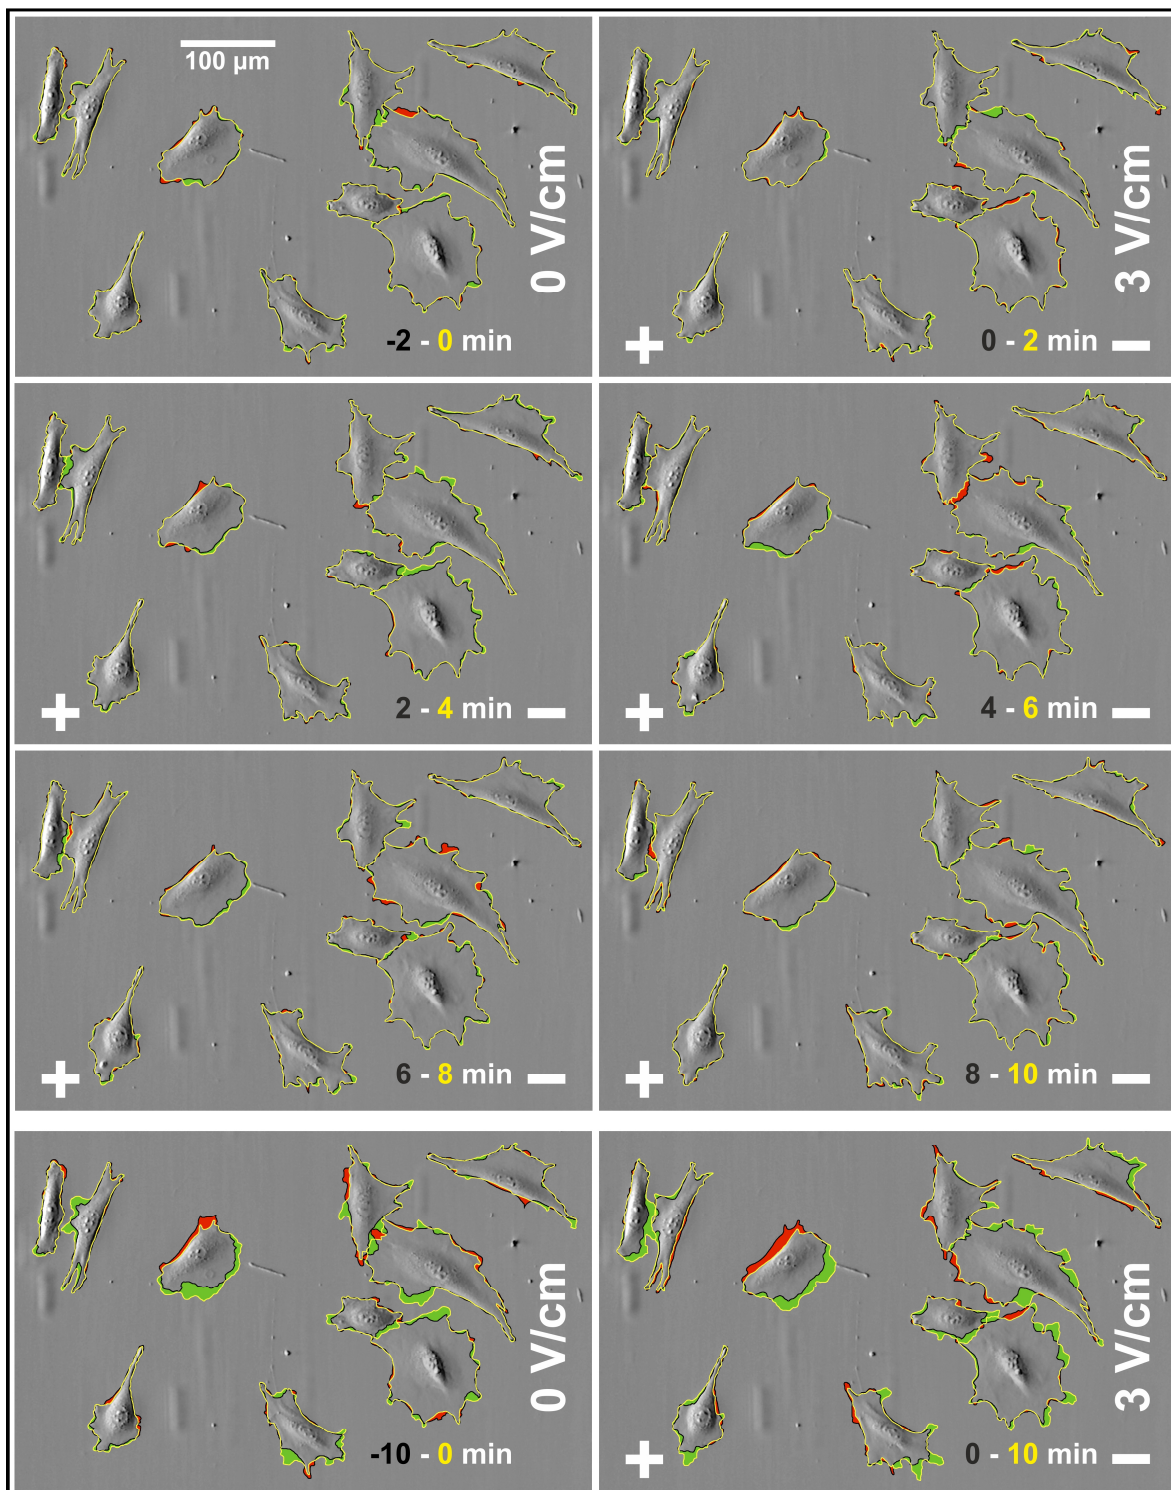 100 µm
0 V/cm
-2 - 0 min
3 V/cm
+ 0 - 2 min −
+ 2 - 4 min −
+ 4 - 6 min −
+ 6 - 8 min −
+ 8 - 10 min −
0 V/cm
-10 - 0 min
3 V/cm
+ 0 - 10 min −